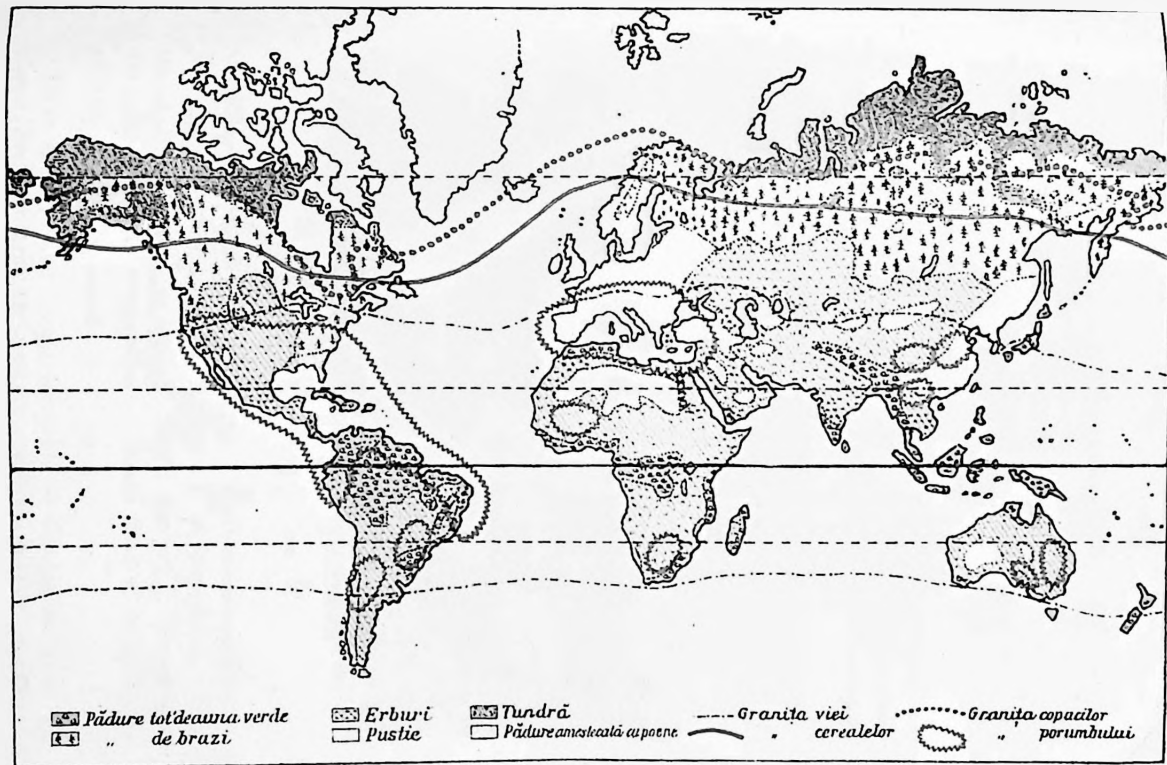 Pădure tot'deauna verde
„ de brazi
Erburi
Pustie
Tundră
Pădure amestecată cu poene
Granița viei
„ cerealelor
Granița copacilor
„ porumbului